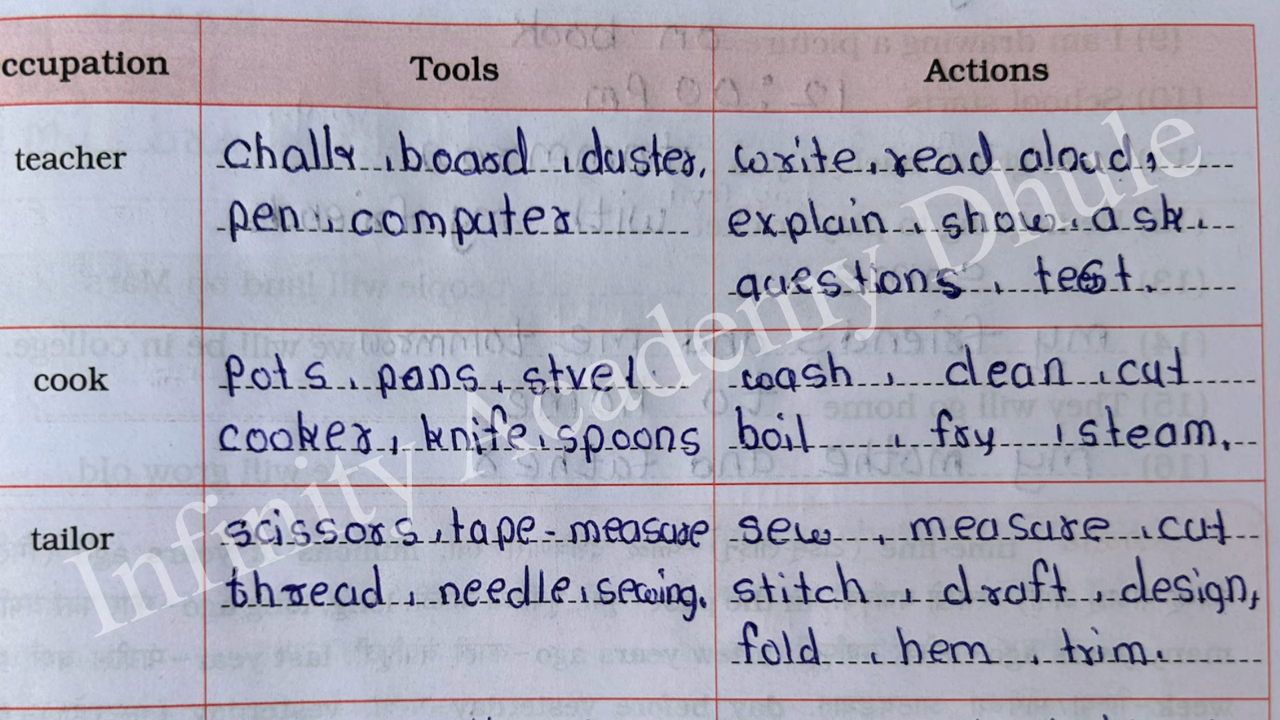 ccupation Tools Actions
teacher challk, board, duster, write, read aloud,
pen, computer explain, show, ask.
questions, test.
cook Pots, pans, stvet wash, clean, cut
cooker, knife, spoons boil, fry, steam,
tailor scissors, tape-measure sew, measure, cut
thread, needle, sewing. stitch, draft, design,
fold, hem, trim.
Infinity Academy Dhule